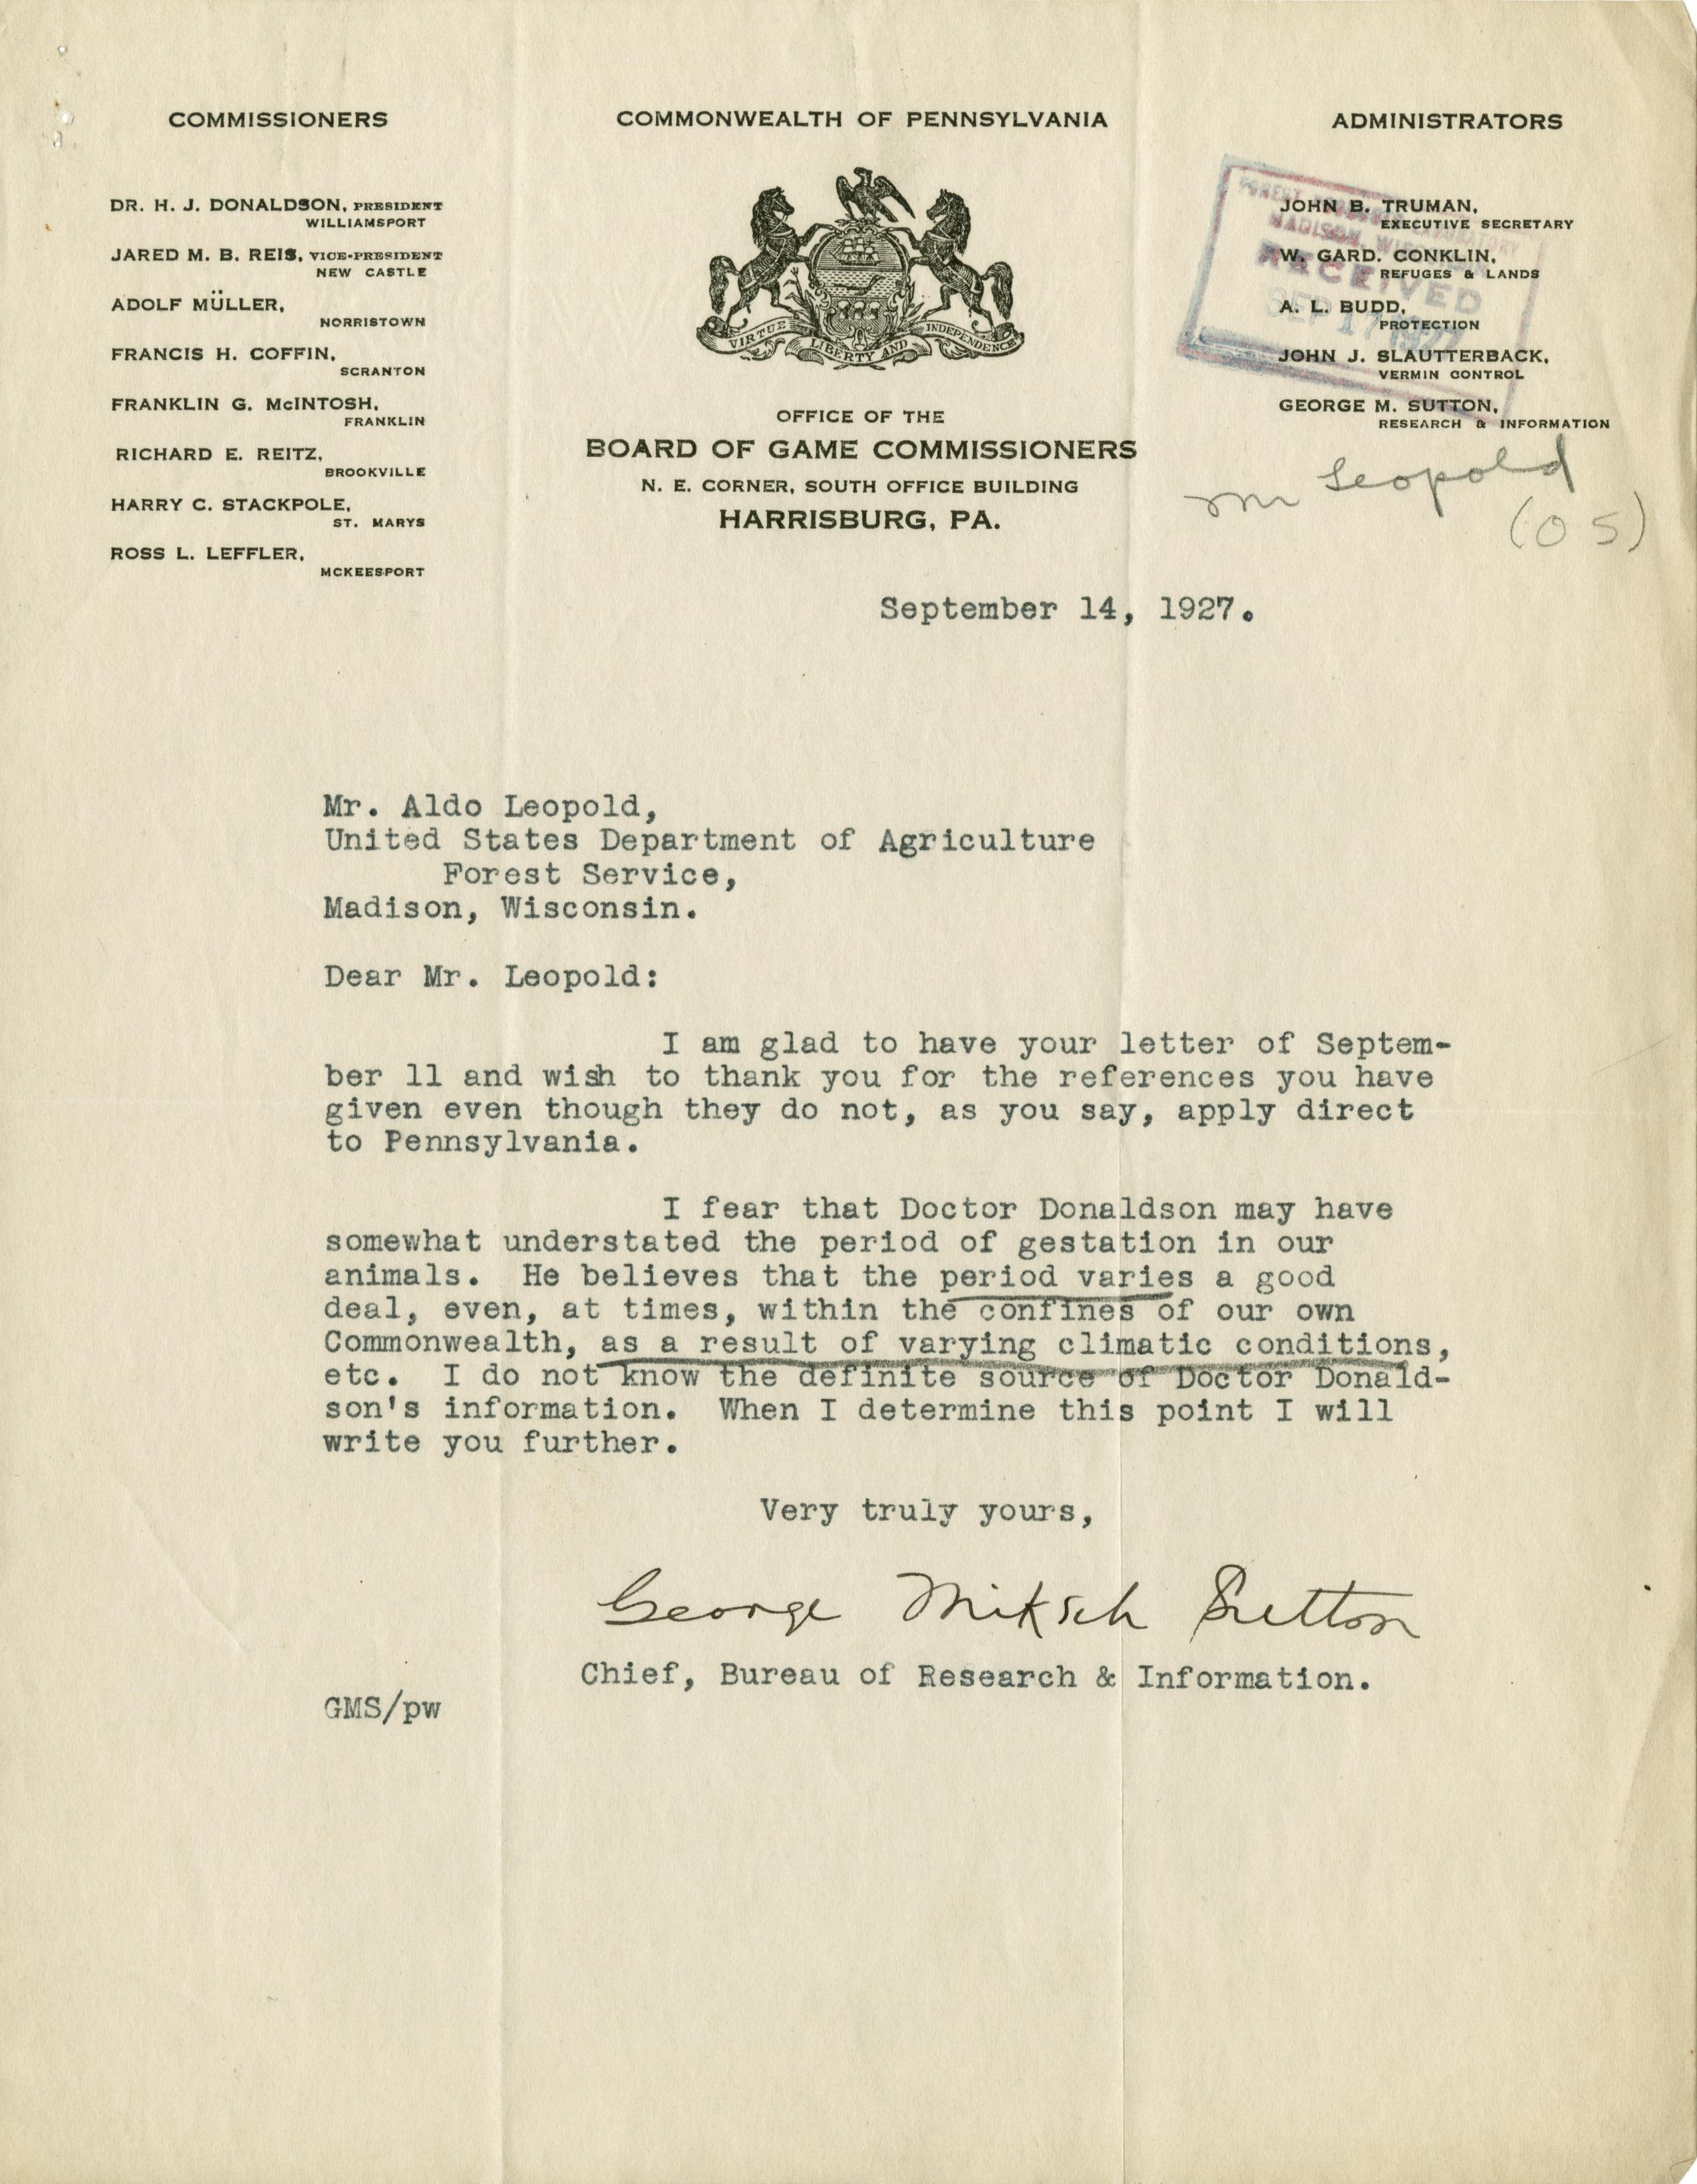 COMMISSIONERS
DR. H. J. DONALDSON, PRESIDENT
WILLIAMSPORT
JARED M. B. REIS, VICE-PRESIDENT
NEW CASTLE
ADOLF MÜLLER,
NORRISTOWN
FRANCIS H. COFFIN,
SCRANTON
FRANKLIN G. McINTOSH,
FRANKLIN
RICHARD E. REITZ,
BROOKVILLE
HARRY C. STACKPOLE,
ST. MARYS
ROSS L. LEFFLER,
MCKEESPORT
COMMONWEALTH OF PENNSYLVANIA
VIRTUE LIBERTY AND INDEPENDENCE
OFFICE OF THE
BOARD OF GAME COMMISSIONERS
N. E. CORNER, SOUTH OFFICE BUILDING
HARRISBURG, PA.
ADMINISTRATORS
JOHN B. TRUMAN,
EXECUTIVE SECRETARY
W. GARD. CONKLIN,
REFUGES & LANDS
A. L. BUDD,
PROTECTION
JOHN J. SLAUTTERBACK,
VERMIN CONTROL
GEORGE M. SUTTON,
RESEARCH & INFORMATION
FOREST
MADISON, WISCONSIN
RECEIVED
SEP 17 1927
Mr Leopold
(OS)
September 14, 1927.
Mr. Aldo Leopold,
United States Department of Agriculture
Forest Service,
Madison, Wisconsin.
Dear Mr. Leopold:
I am glad to have your letter of Septem-
ber 11 and wish to thank you for the references you have
given even though they do not, as you say, apply direct
to Pennsylvania.
I fear that Doctor Donaldson may have
somewhat understated the period of gestation in our
animals. He believes that the period varies a good
deal, even, at times, within the confines of our own
Commonwealth, as a result of varying climatic conditions,
etc. I do not know the definite source of Doctor Donald-
son's information. When I determine this point I will
write you further.
Very truly yours,
George Miksch Sutton
Chief, Bureau of Research & Information.
GMS/pw